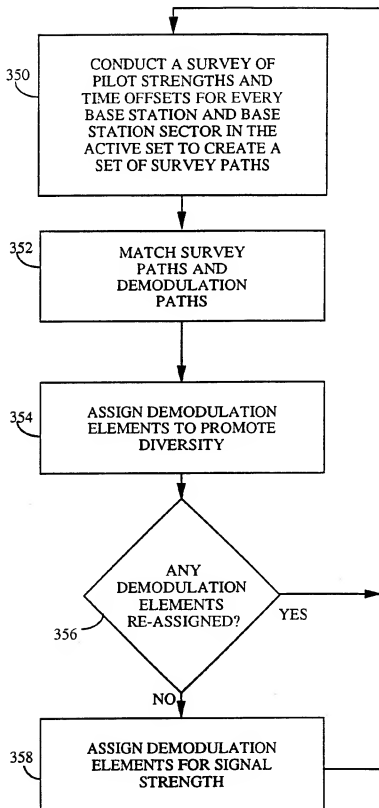 350
CONDUCT A SURVEY OF
PILOT STRENGTHS AND
TIME OFFSETS FOR EVERY
BASE STATION AND BASE
STATION SECTOR IN THE
ACTIVE SET TO CREATE A
SET OF SURVEY PATHS
352
MATCH SURVEY
PATHS AND
DEMODULATION
PATHS
354
ASSIGN DEMODULATION
ELEMENTS TO PROMOTE
DIVERSITY
ANY
DEMODULATION
ELEMENTS
RE-ASSIGNED?
356
YES
NO
358
ASSIGN DEMODULATION
ELEMENTS FOR SIGNAL
STRENGTH